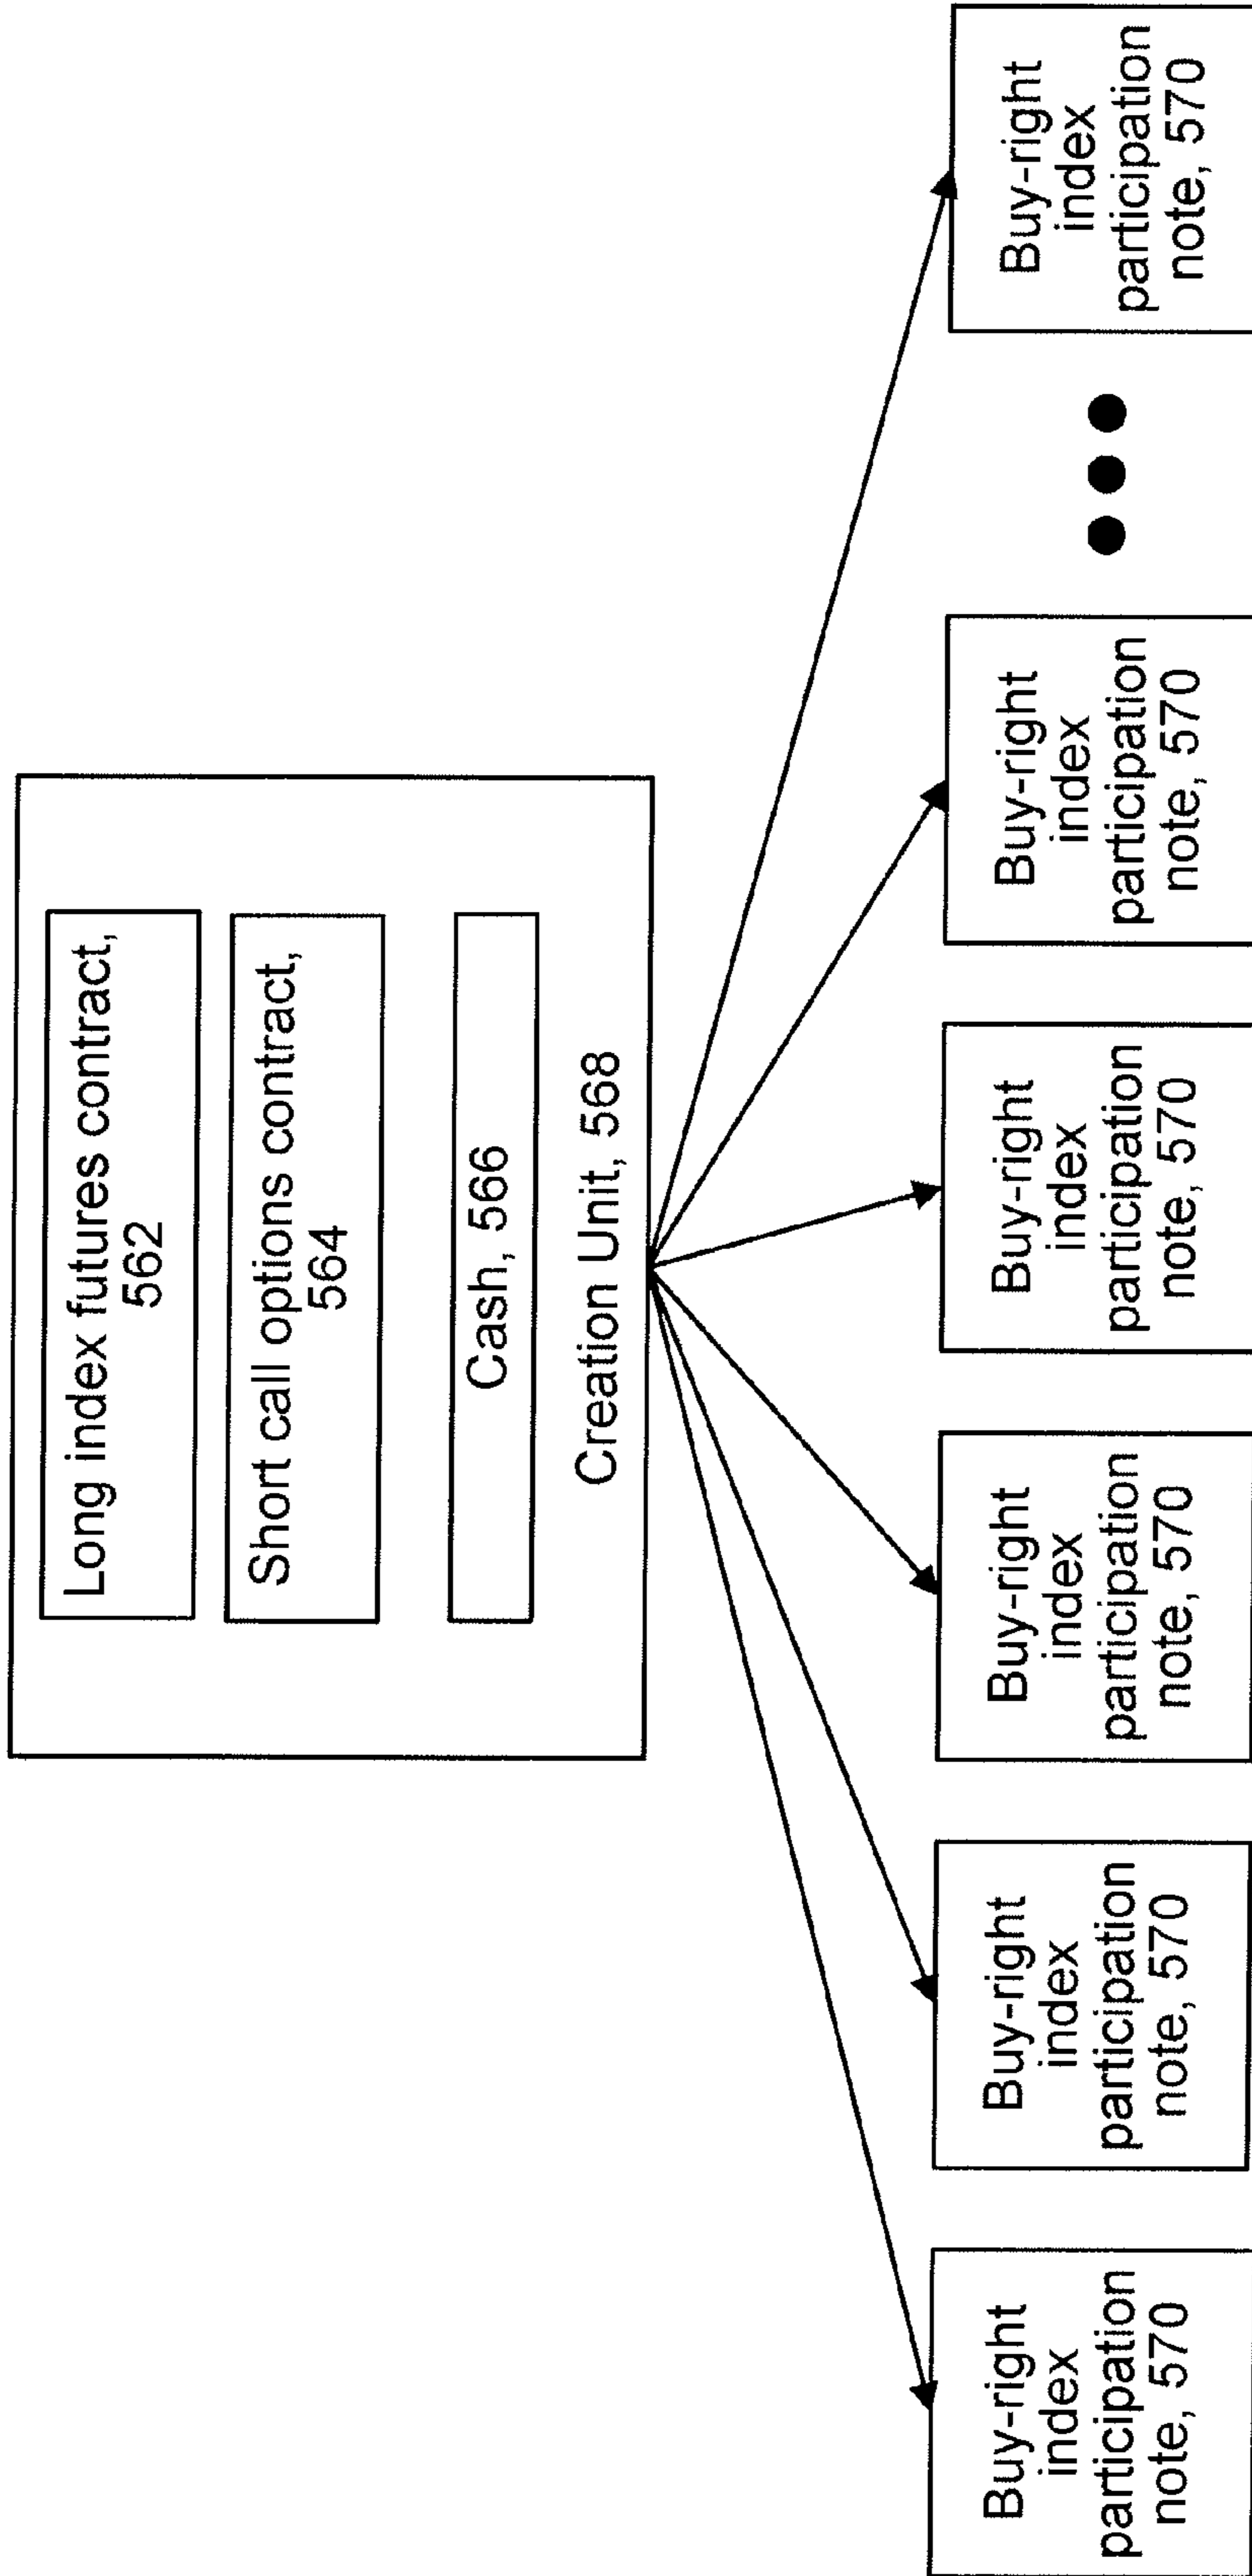 Long index futures contract,
562
Short call options contract,
564
Cash, 566
Creation Unit, 568
Buy-right
index
participation
note, 570
Buy-right
index
participation
note, 570
Buy-right
index
participation
note, 570
Buy-right
index
participation
note, 570
Buy-right
index
participation
note, 570
Buy-right
index
participation
note, 570